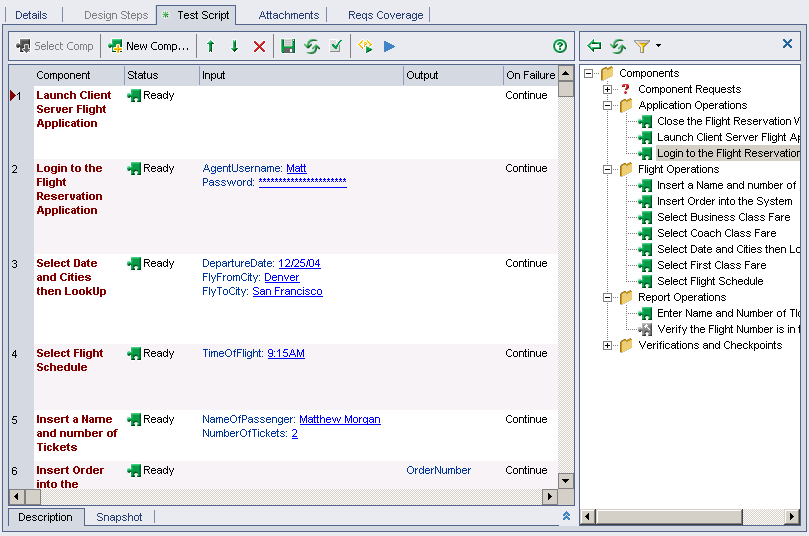 Details
Design Steps
Test Script
Attachments
Reqs Coverage
Select Comp
New Comp...
Component Status Input Output On Failure
1 Launch Client Server Flight Application Ready Continue
2 Login to the Flight Reservation Application Ready AgentUsername: Matt
Password: ********************** Continue
3 Select Date and Cities then LookUp Ready DepartureDate: 12/25/04
FlyFromCity: Denver
FlyToCity: San Francisco Continue
4 Select Flight Schedule Ready TimeOfFlight: 9:15AM Continue
5 Insert a Name and number of Tickets Ready NameOfPassenger: Matthew Morgan
NumberOfTickets: 2 Continue
6 Insert Order into the Ready OrderNumber Continue
Description
Snapshot
Components
Component Requests
Application Operations
Close the Flight Reservation
Launch Client Server Flight
Login to the Flight Reservation
Flight Operations
Insert a Name and number of
Insert Order into the System
Select Business Class Fare
Select Coach Class Fare
Select Date and Cities then
Select First Class Fare
Select Flight Schedule
Report Operations
Enter Name and Number of
Verify the Flight Number is in
Verifications and Checkpoints